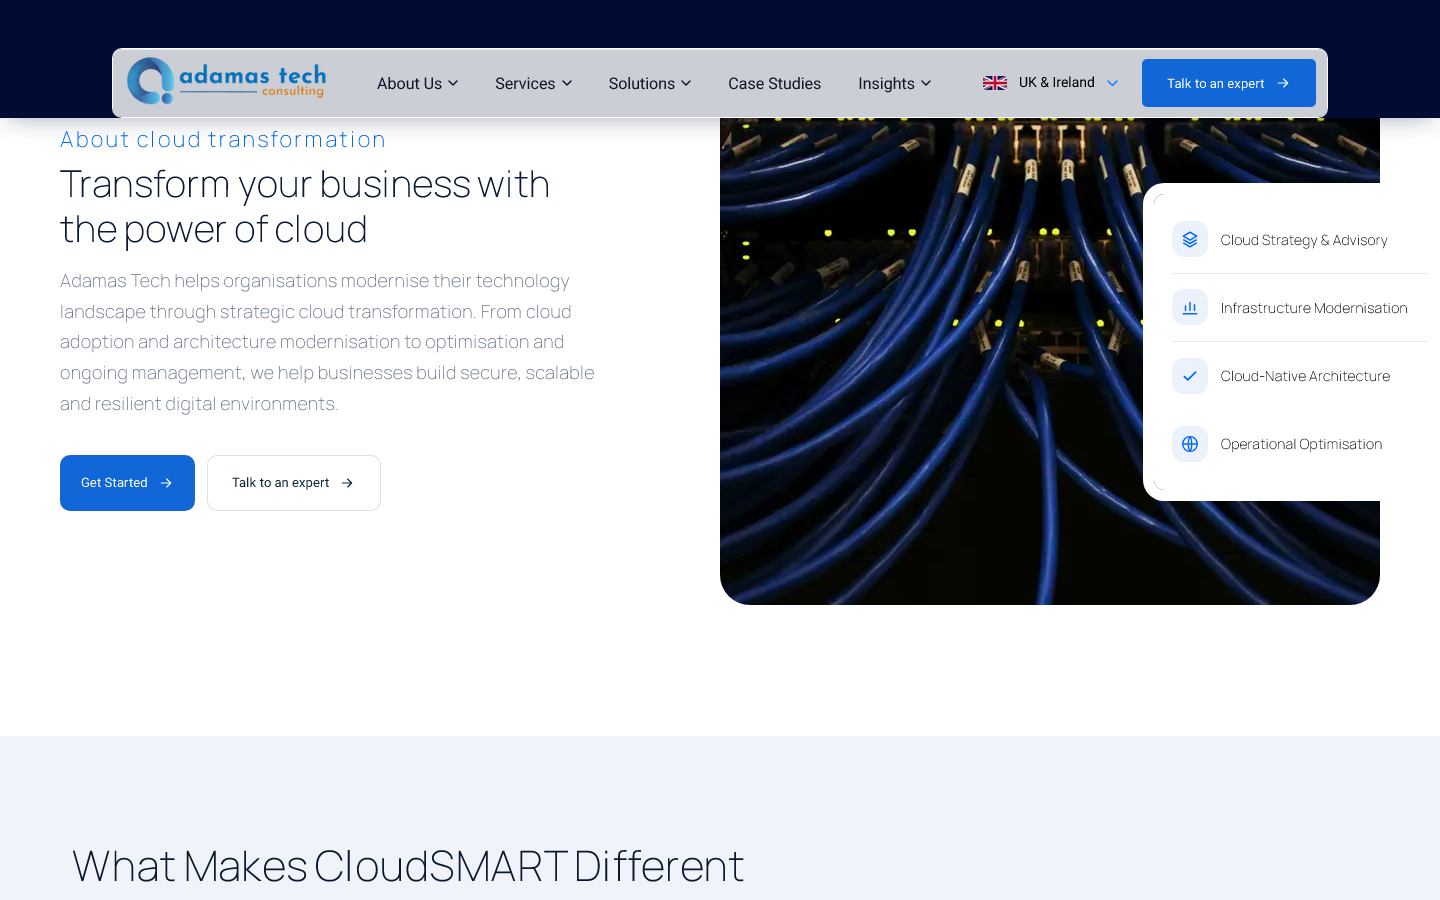 adamas tech
consulting
About Us
Services
Solutions
Case Studies
Insights
UK & Ireland
Talk to an expert
About cloud transformation
Transform your business with
the power of cloud
Adamas Tech helps organisations modernise their technology
landscape through strategic cloud transformation. From cloud
adoption and architecture modernisation to optimisation and
ongoing management, we help businesses build secure, scalable
and resilient digital environments.
Get Started
Talk to an expert
Cloud Strategy & Advisory
Infrastructure Modernisation
Cloud-Native Architecture
Operational Optimisation
What Makes CloudSMART Different